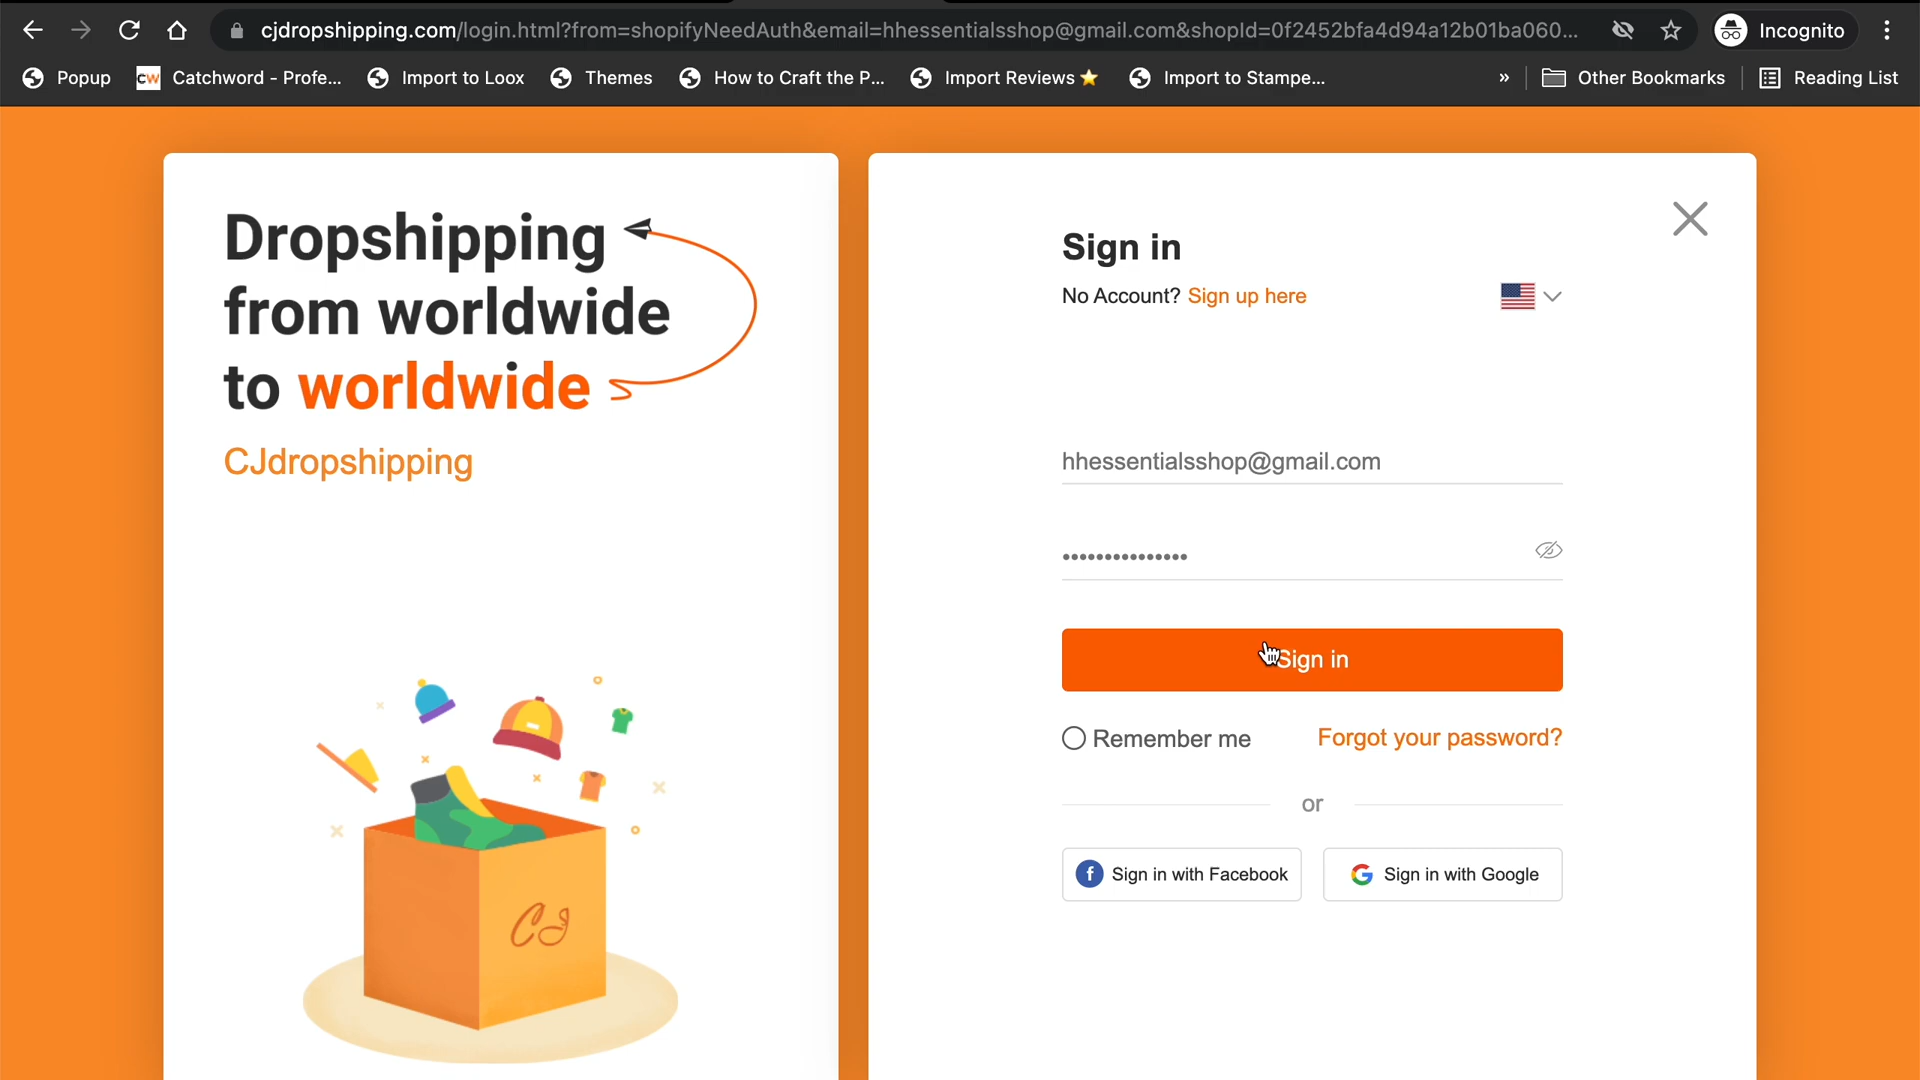 cjdropshipping.com/login.html?from=shopifyNeedAuth&email=hhessentialsshop@gmail.com&shopId=0f2452bfa4d94a12b01ba060...
Incognito
Popup
CW Catchword - Profe...
Import to Loox
Themes
How to Craft the P...
Import Reviews⭐
Import to Stampe...
»
Other Bookmarks
Reading List
Dropshipping
from worldwide
to worldwide
CJdropshipping
CJ
Sign in
No Account? Sign up here
hhessentialsshop@gmail.com
•••••••••••••••
Sign in
Remember me
Forgot your password?
or
f Sign in with Facebook
G Sign in with Google